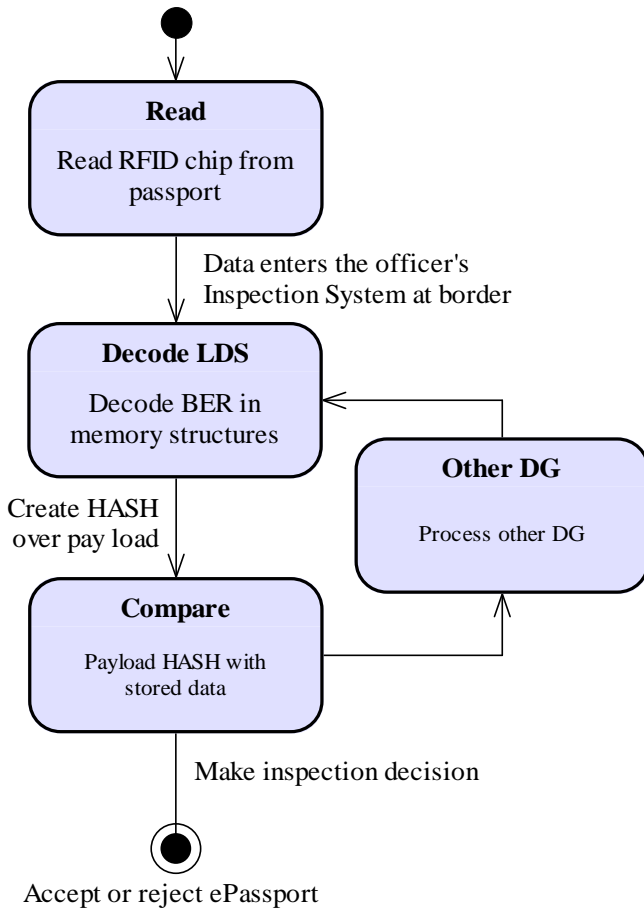 Read
Read RFID chip from
passport
Data enters the officer's
Inspection System at border
Decode LDS
Decode BER in
memory structures
Other DG
Process other DG
Create HASH
over pay load
Compare
Payload HASH with
stored data
Make inspection decision
Accept or reject ePassport